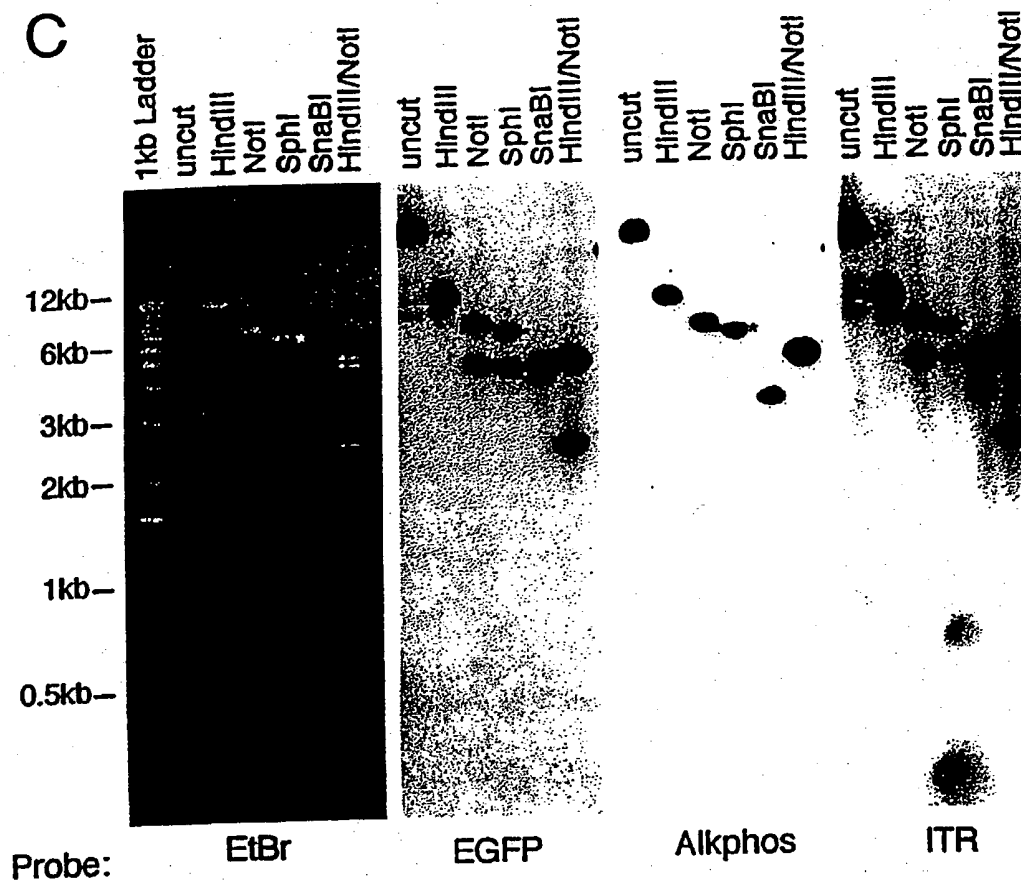 C
1kb Ladder
uncut
HindIII
NotI
SphI
SnaBI
HindIII/NotI
uncut
HindIII
NotI
SphI
SnaBI
HindIII/NotI
uncut
HindIII
NotI
SphI
SnaBI
HindIII/NotI
uncut
HindIII
NotI
SphI
SnaBI
HindIII/NotI
12kb
6kb
3kb
2kb
1kb
0.5kb
*
*
Probe: EtBr EGFP Alkphos ITR